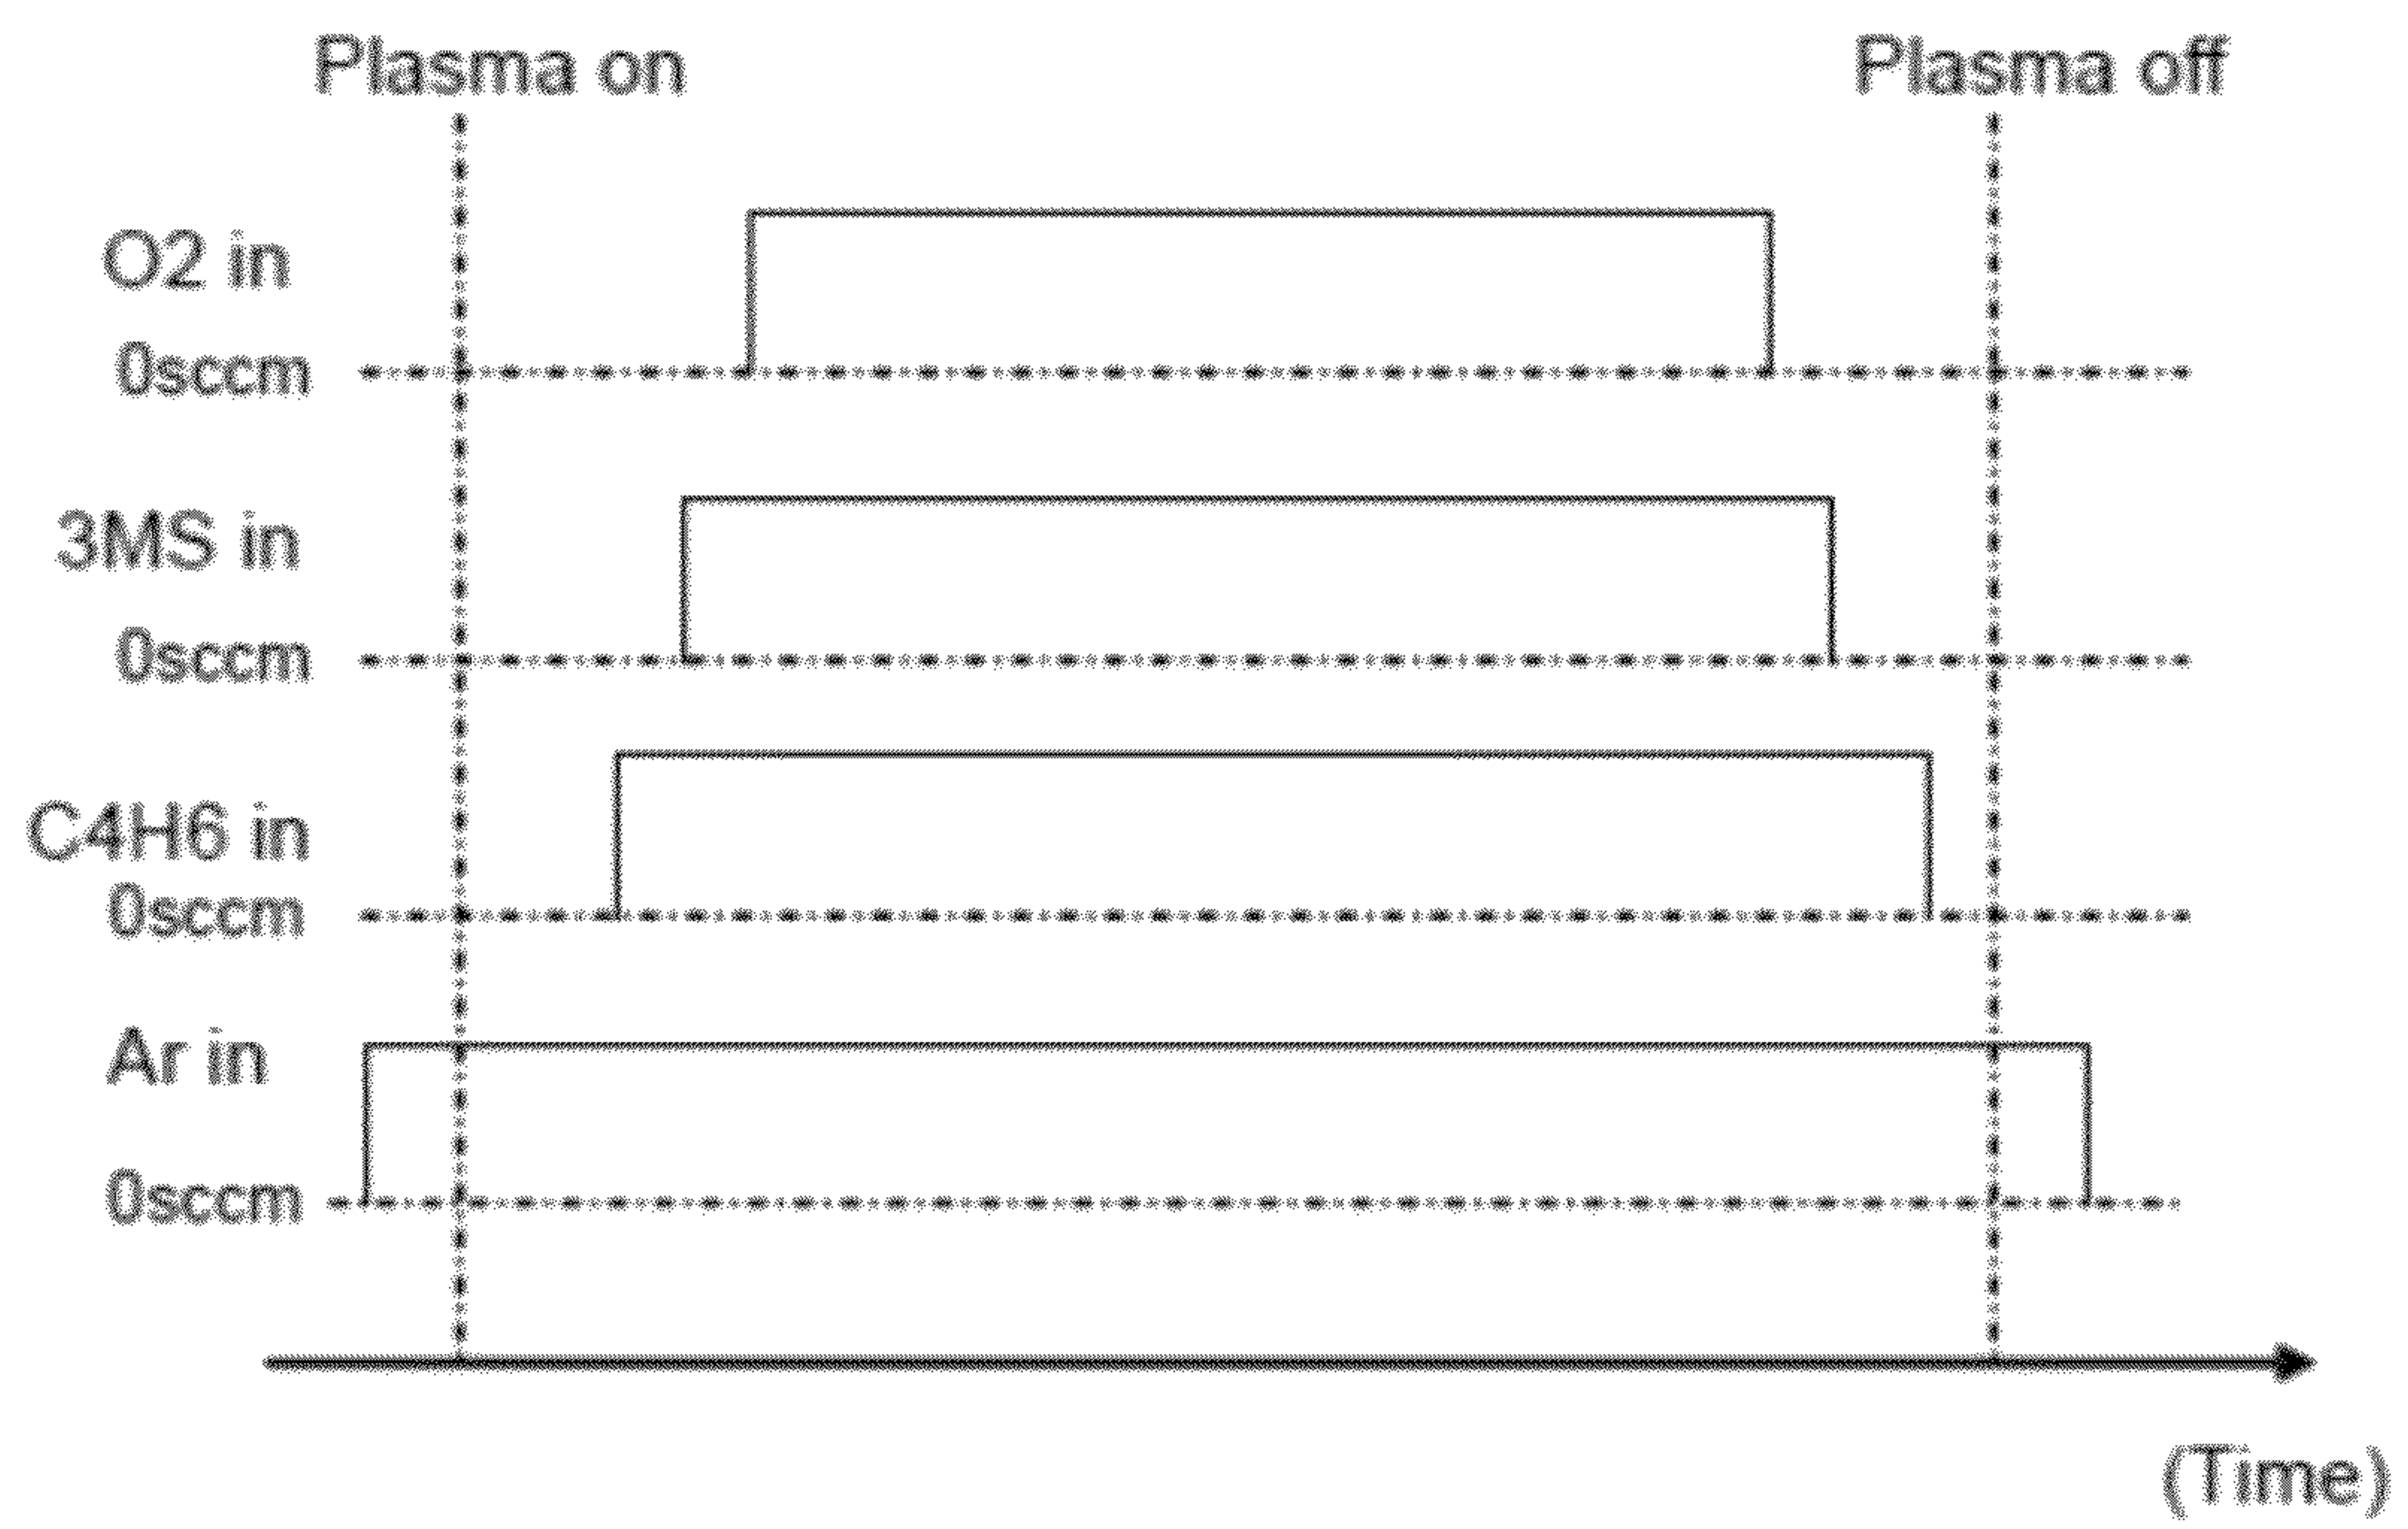 Plasma on
Plasma off
O2 in
0sccm
3MS in
0sccm
C4H6 in
0sccm
Ar in
0sccm
(Time)